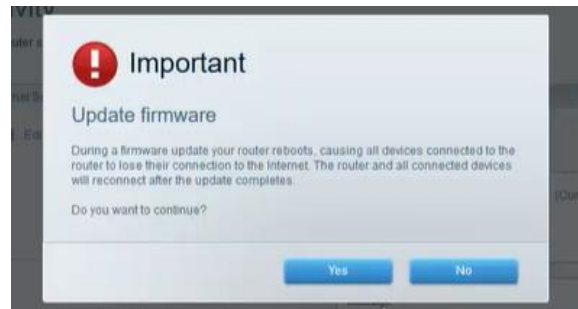 Important
Update firmware
During a firmware update your router reboots, causing all devices connected to the
router to lose their connection to the Internet. The router and all connected devices
will reconnect after the update completes.
Do you want to continue?
Yes No